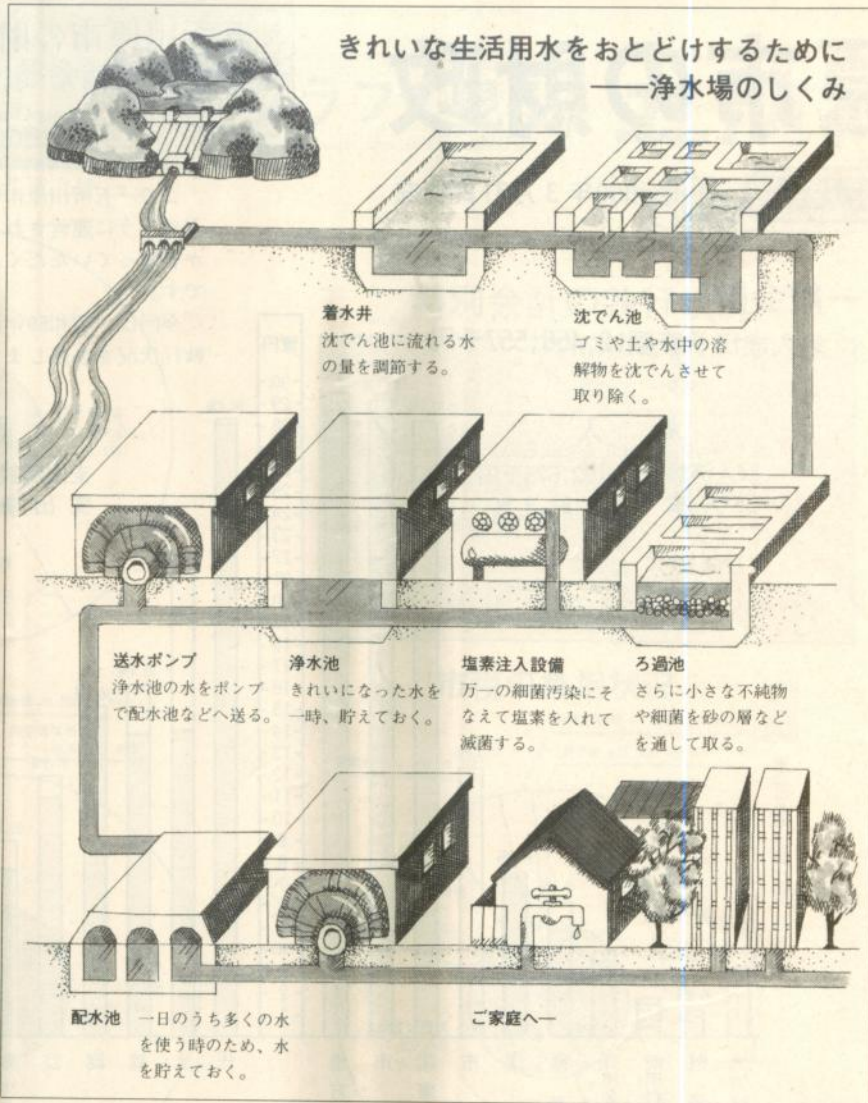 きれいな生活用水をおとどけするために
——浄水場のしくみ
着水井
沈でん池に流れる水
の量を調節する。
沈でん池
ゴミや土や水中の溶
解物を沈でんさせて
取り除く。
送水ポンプ
浄水池の水をポンプ
で配水池などへ送る。
浄水池
きれいになった水を
一時、貯えておく。
塩素注入設備
万一の細菌汚染にそ
なえて塩素を入れて
滅菌する。
ろ過池
さらに小さな不純物
や細菌を砂の層など
を通して取る。
配水池 一日のうち多くの水
を使う時のため、水
を貯えておく。
ご家庭へ—